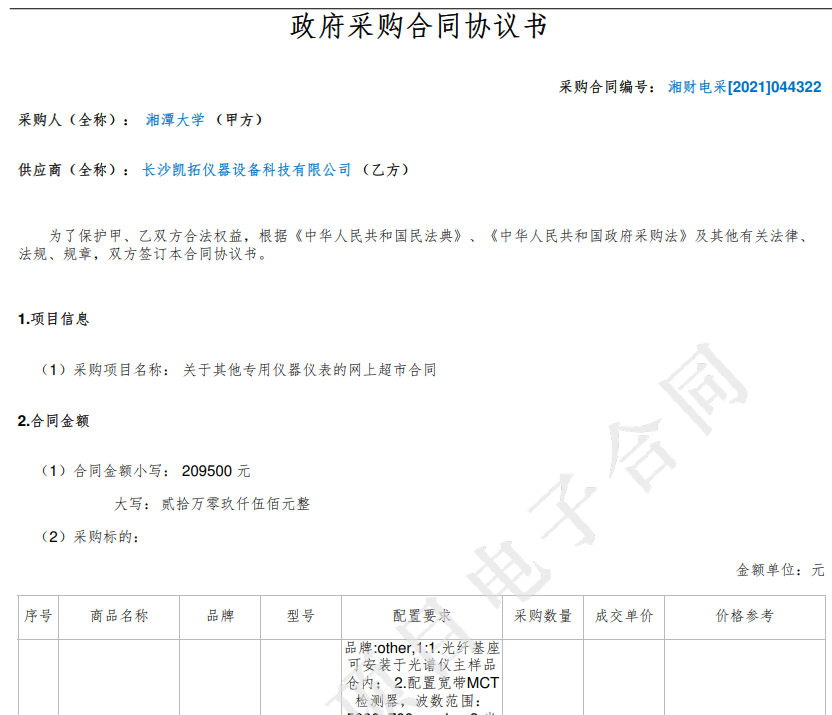 政府采购合同协议书
采购合同编号： 湘财电采[2021]044322
采购人（全称）： 湘潭大学 （甲方）
供应商（全称）： 长沙凯拓仪器设备科技有限公司 （乙方）
为了保护甲、乙双方合法权益，根据《中华人民共和国民法典》、《中华人民共和国政府采购法》及其他有关法律、
法规、规章，双方签订本合同协议书。
1.项目信息
（1）采购项目名称： 关于其他专用仪器仪表的网上超市合同
2.合同金额
（1）合同金额小写： 209500 元
大写： 贰拾万零玖仟伍佰元整
（2）采购标的：
金额单位：元
序号 商品名称 品牌 型号 配置要求 采购数量 成交单价 价格参考
品牌:other,1:1.光纤基座
可安装于光谱仪主样品
仓内； 2.配置宽带MCT
检测器，波数范围：
项目电子合同